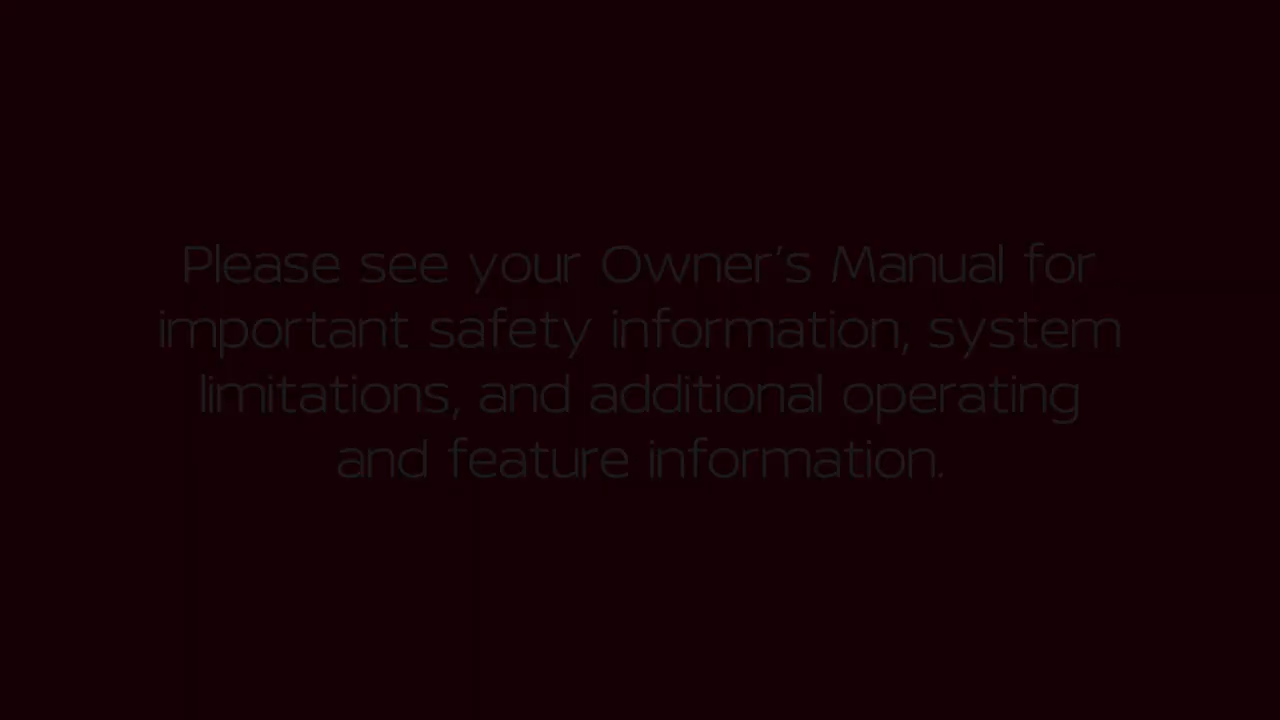 Please see your Owner’s Manual for
important safety information, system
limitations, and additional operating
and feature information.